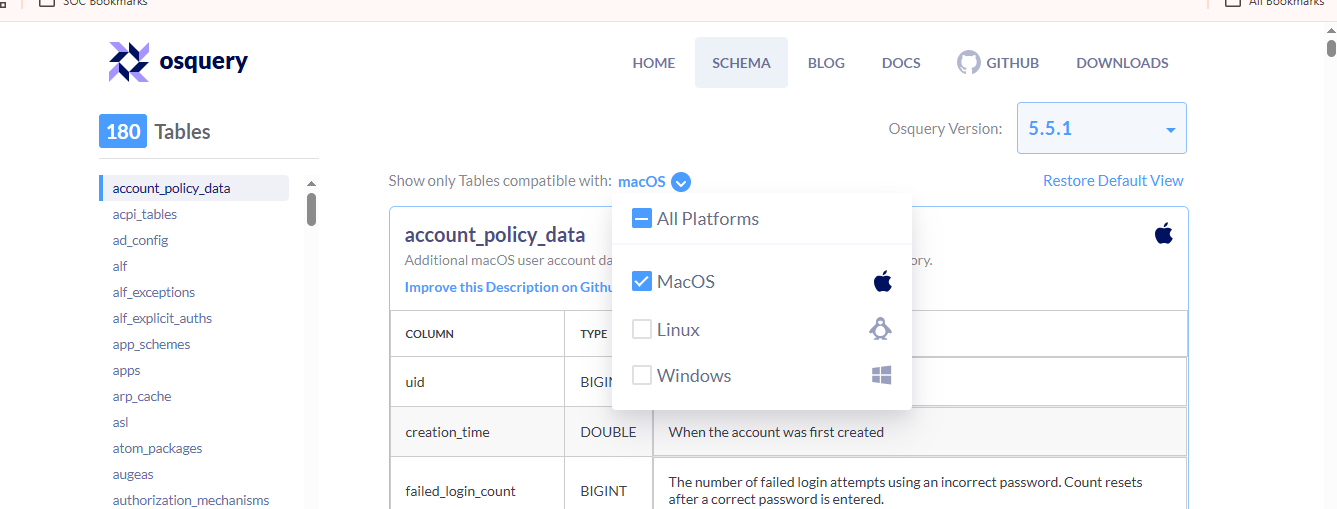 SOC Bookmarks
All Bookmarks
osquery
HOME
SCHEMA
BLOG
DOCS
GITHUB
DOWNLOADS
180 Tables
Osquery Version:
5.5.1
account_policy_data
acpi_tables
ad_config
alf
alf_exceptions
alf_explicit_auths
app_schemes
apps
arp_cache
asl
atom_packages
augeas
authorization_mechanisms
Show only Tables compatible with: macOS
Restore Default View
All Platforms
MacOS
Linux
Windows
account_policy_data
Additional macOS user account da
ory.
Improve this Description on Githu
COLUMN
TYPE
uid
BIGIN
creation_time
DOUBLE
When the account was first created
failed_login_count
BIGINT
The number of failed login attempts using an incorrect password. Count resets
after a correct password is entered.